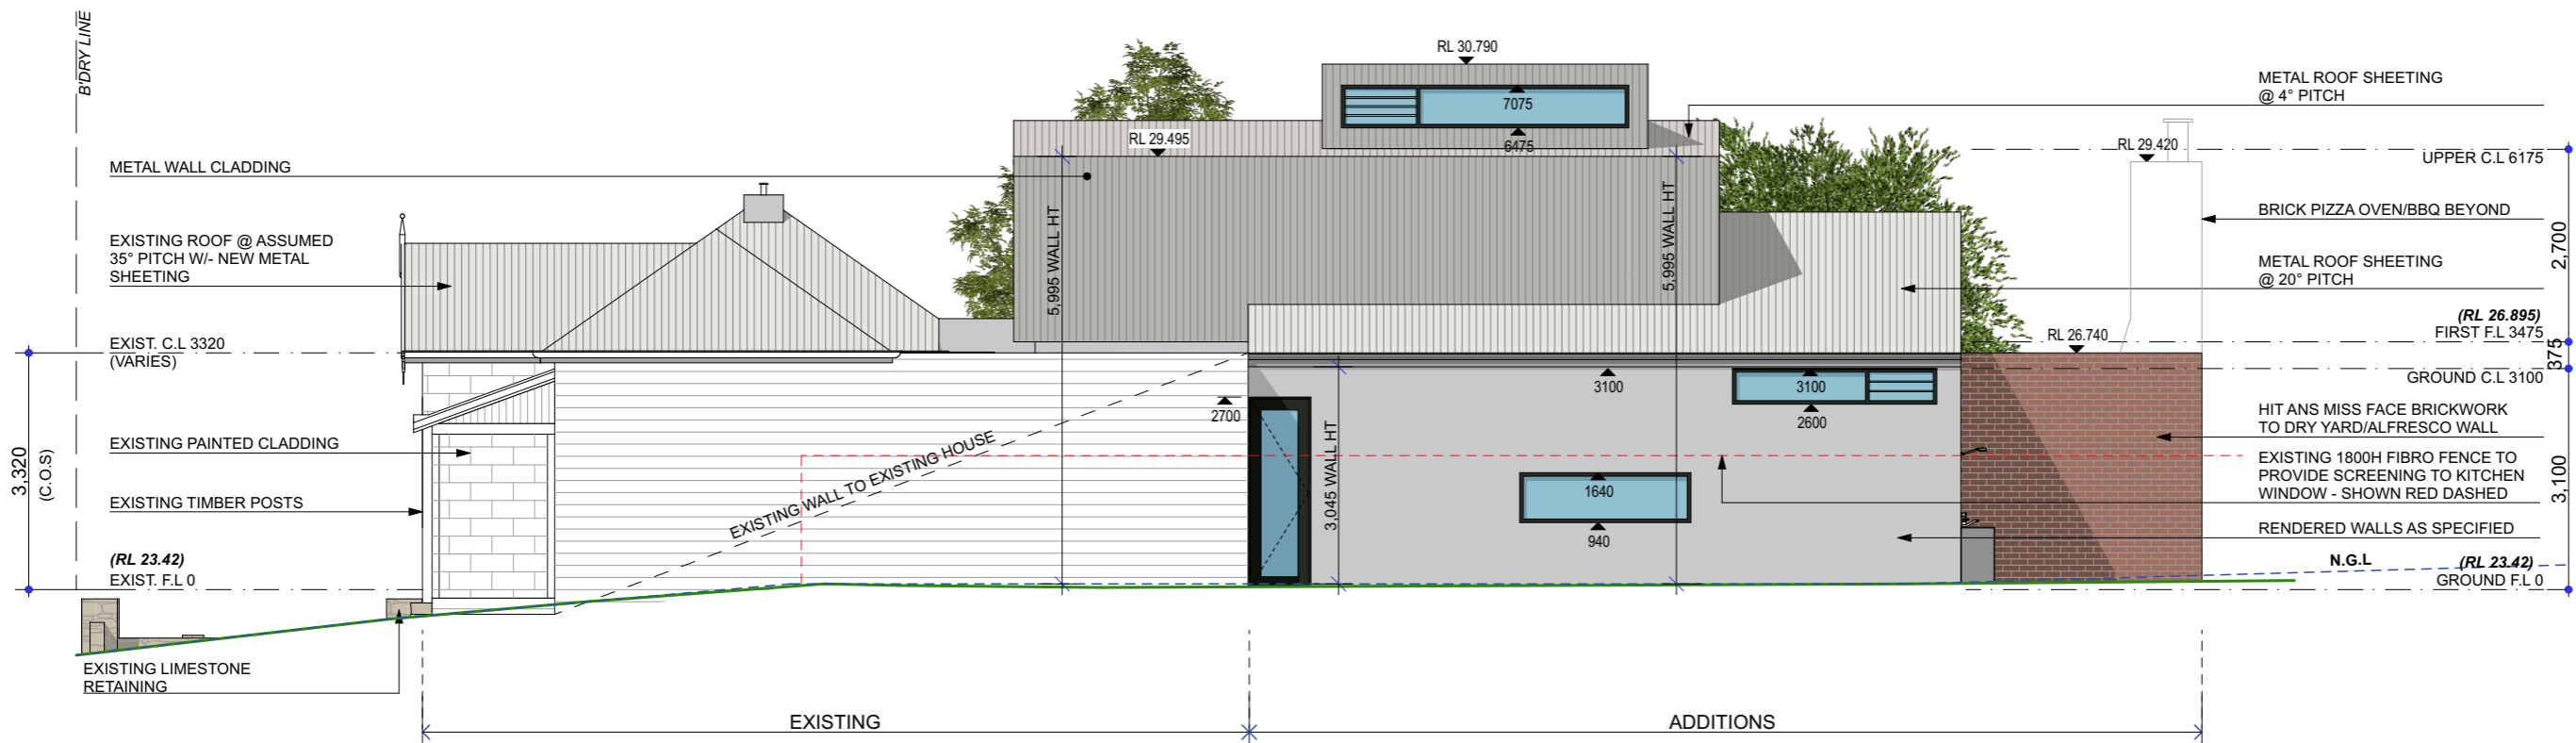 B'DRY LINE
METAL WALL CLADDING
EXISTING ROOF @ ASSUMED
35° PITCH W/- NEW METAL
SHEETING
EXIST. C.L 3320
(VARIES)
3,320
(C.O.S)
EXISTING PAINTED CLADDING
EXISTING TIMBER POSTS
(RL 23.42)
EXIST. F.L 0
EXISTING LIMESTONE
RETAINING
RL 30.790
7075
6475
RL 29.495
5,995 WALL HT
5,995 WALL HT
2700
3,045 WALL HT
3100
3100
2600
1640
940
EXISTING WALL TO EXISTING HOUSE
RL 29.420
RL 26.740
METAL ROOF SHEETING
@ 4° PITCH
UPPER C.L 6175
BRICK PIZZA OVEN/BBQ BEYOND
METAL ROOF SHEETING
@ 20° PITCH
(RL 26.895)
FIRST F.L 3475
GROUND C.L 3100
HIT ANS MISS FACE BRICKWORK
TO DRY YARD/ALFRESCO WALL
EXISTING 1800H FIBRO FENCE TO
PROVIDE SCREENING TO KITCHEN
WINDOW - SHOWN RED DASHED
RENDERED WALLS AS SPECIFIED
N.G.L
(RL 23.42)
GROUND F.L 0
2,700
375
3,100
EXISTING
ADDITIONS